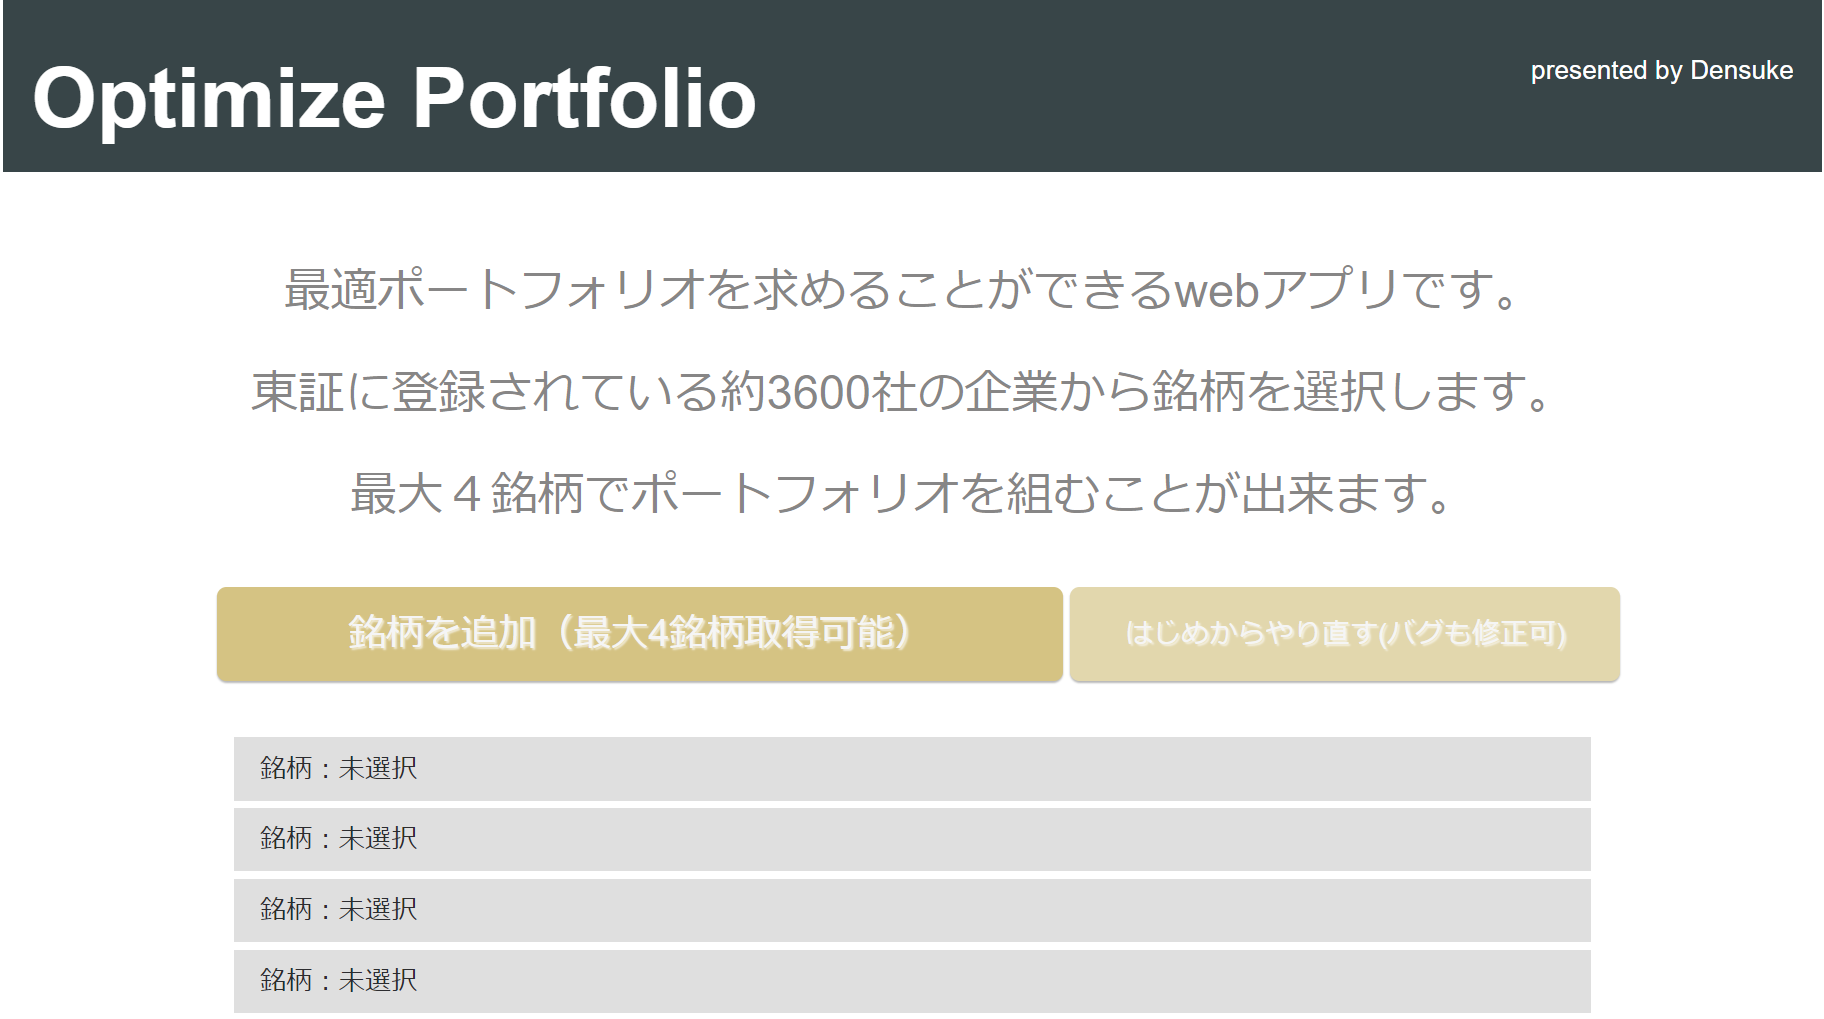 Optimize Portfolio
presented by Densuke
最適ポートフォリオを求めることができるwebアプリです。
東証に登録されている約3600社の企業から銘柄を選択します。
最大４銘柄でポートフォリオを組むことが出来ます。
銘柄を追加（最大4銘柄取得可能）
はじめからやり直す(バグも修正可)
銘柄：未選択
銘柄：未選択
銘柄：未選択
銘柄：未選択